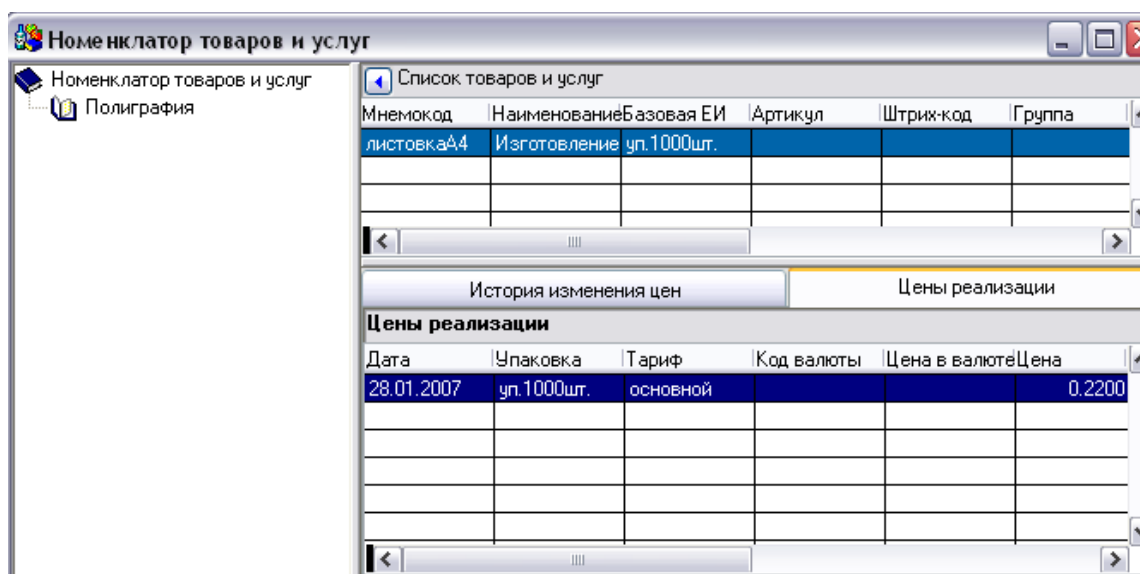 Номенклатор товаров и услуг
Номенклатор товаров и услуг
Полиграфия
Список товаров и услуг
Мнемокод Наименование Базовая ЕИ Артикул Штрих-код Группа
листовкаА4 Изготовление уп.1000шт.
История изменения цен Цены реализации
Цены реализации
Дата Упаковка Тариф Код валюты Цена в валюте Цена
28.01.2007 уп.1000шт. основной 0.2200